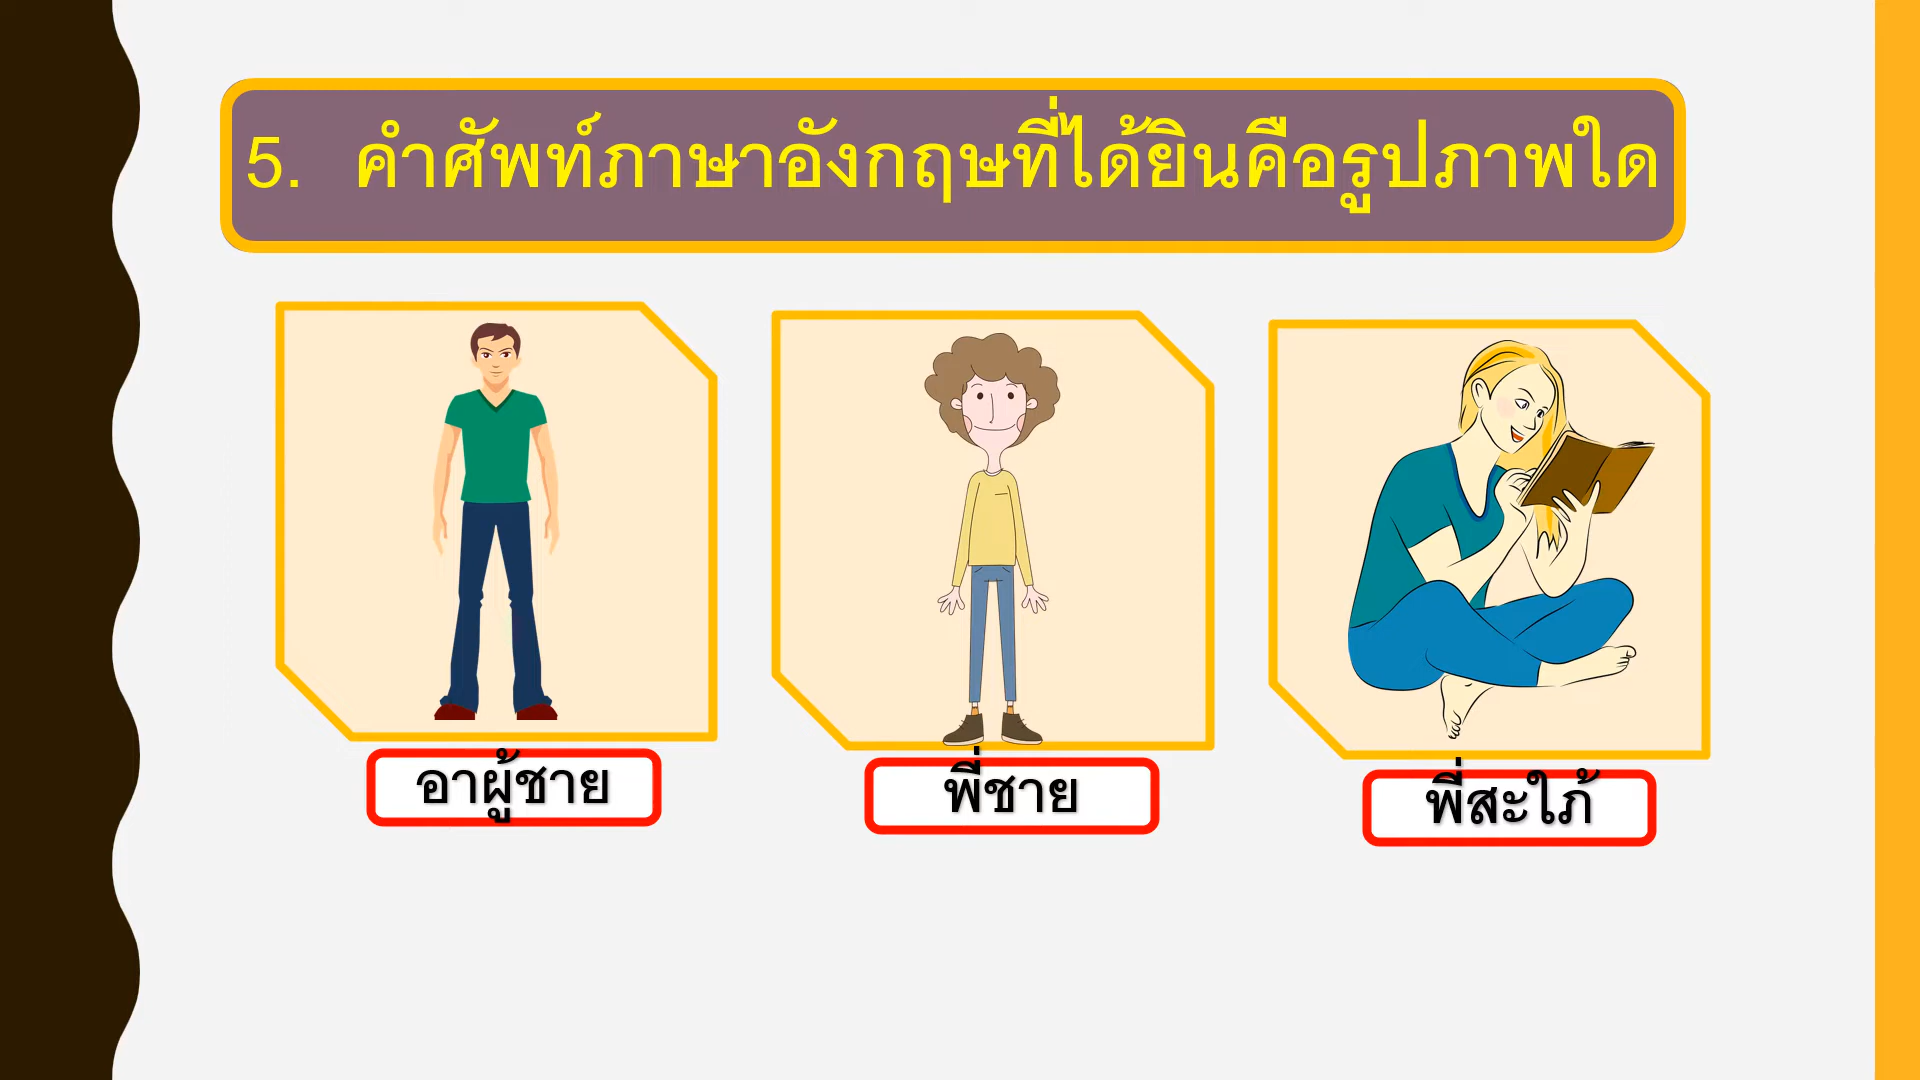 5. คำศัพท์ภาษาอังกฤษที่ได้ยินคือรูปภาพใด
อาผู้ชาย
พี่ชาย
พี่สะใภ้